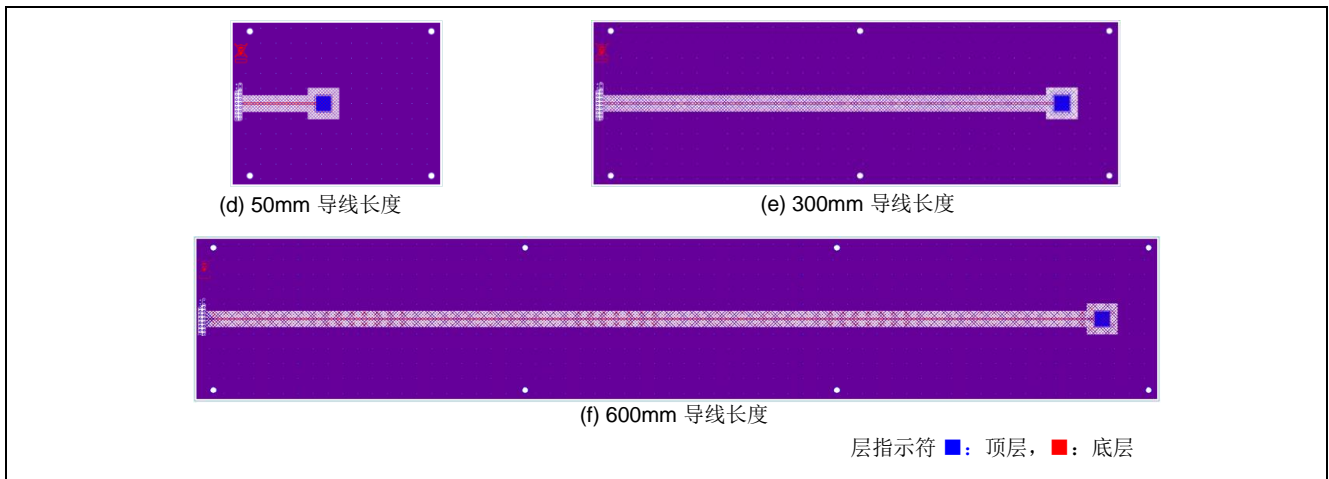 (d) 50mm 导线长度
(e) 300mm 导线长度
(f) 600mm 导线长度
层指示符 ■：顶层，■：底层